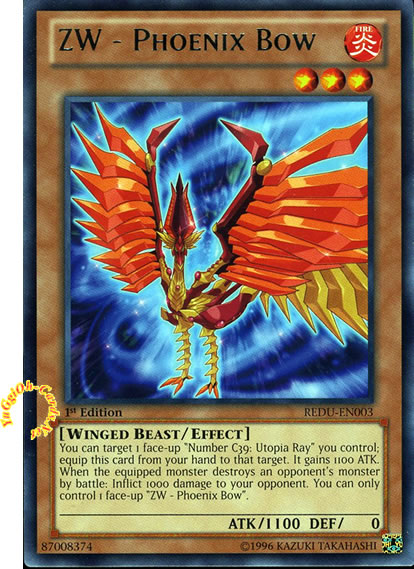 ZW - Phoenix Bow
FIRE
炎
1st Edition
REDU-EN003
[Winged Beast/Effect]
You can target 1 face-up "Number C39: Utopia Ray" you control;
equip this card from your hand to that target. It gains 1100 ATK.
When the equipped monster destroys an opponent's monster
by battle: Inflict 1000 damage to your opponent. You can only
control 1 face-up "ZW - Phoenix Bow".
ATK/1100 DEF/ 0
87008374
©1996 KAZUKI TAKAHASHI
YuGiOh-Cards.Net